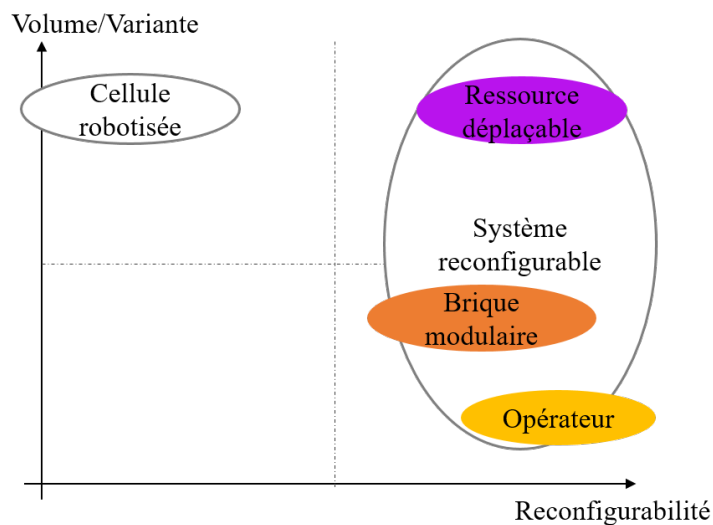 Volume/Variante
Cellule
robotisée
Ressource
déplaçable
Système
reconfigurable
Brique
modulaire
Opérateur
Reconfigurabilité